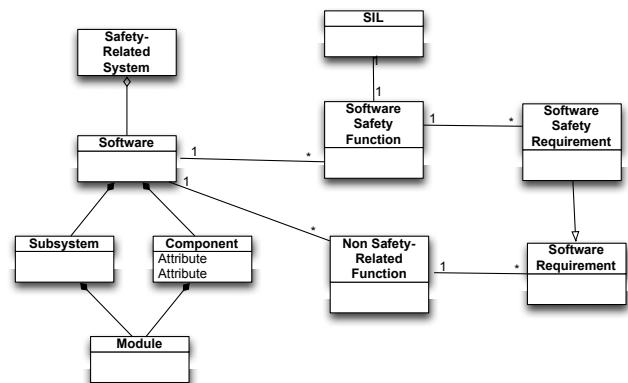 SIL
Safety-
Related
System
1
1
Software
Safety
Function
1
*
Software
Safety
Requirement
Software
1
*
1
*
Subsystem
Component
Attribute
Attribute
Non Safety-
Related
Function
1
*
Software
Requirement
Module